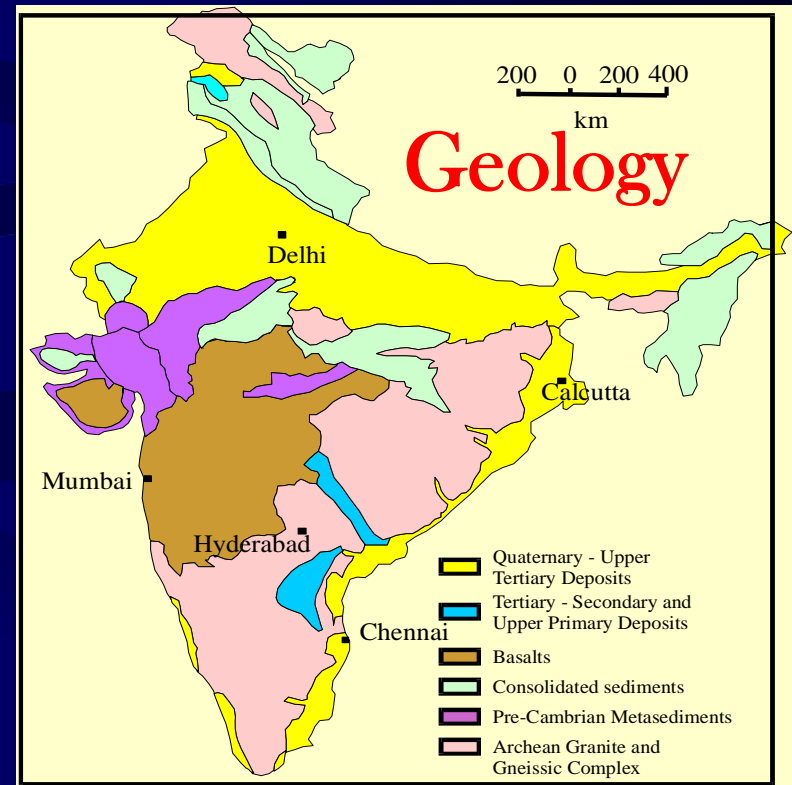 200 0 200 400
km
Geology
Delhi
Calcutta
Mumbai
Hyderabad
Chennai
Quaternary - Upper
Tertiary Deposits
Tertiary - Secondary and
Upper Primary Deposits
Basalts
Consolidated sediments
Pre-Cambrian Metasediments
Archean Granite and
Gneissic Complex